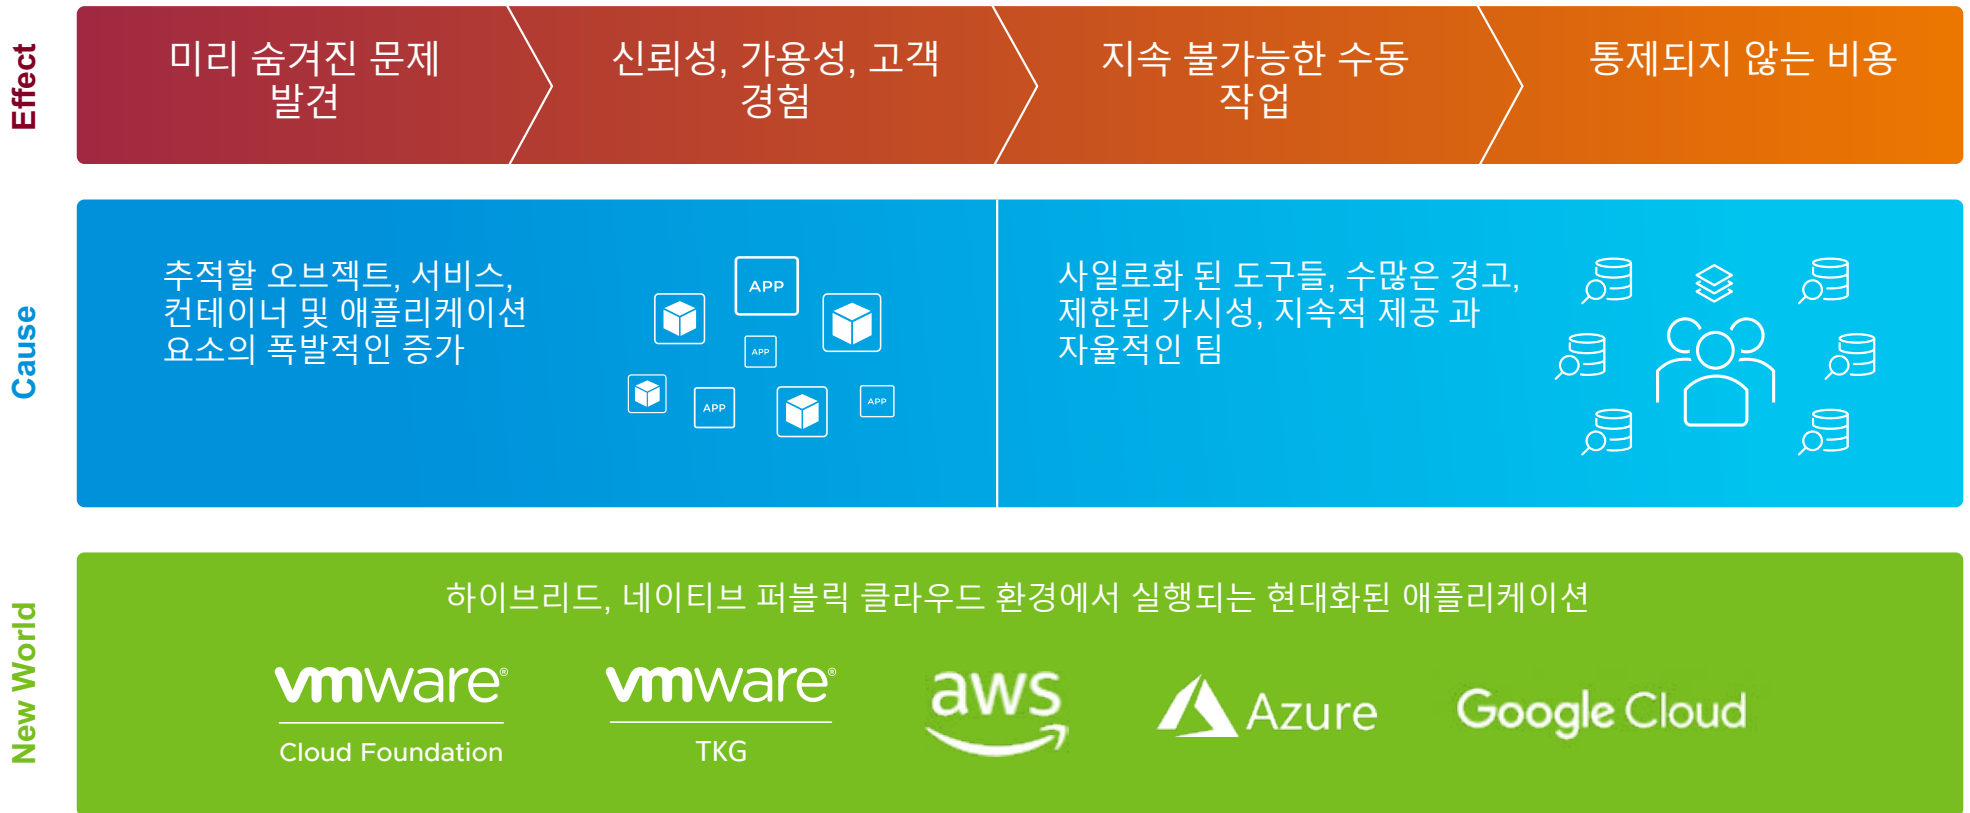 Effect
미리 숨겨진 문제
발견
신뢰성, 가용성, 고객
경험
지속 불가능한 수동
작업
통제되지 않는 비용
Cause
추적할 오브젝트, 서비스,
컨테이너 및 애플리케이션
요소의 폭발적인 증가
APP
APP
APP
APP
사일로화 된 도구들, 수많은 경고,
제한된 가시성, 지속적 제공 과
자율적인 팀
New World
하이브리드, 네이티브 퍼블릭 클라우드 환경에서 실행되는 현대화된 애플리케이션
vmware®
Cloud Foundation
vmware®
TKG
aws
Azure
Google Cloud